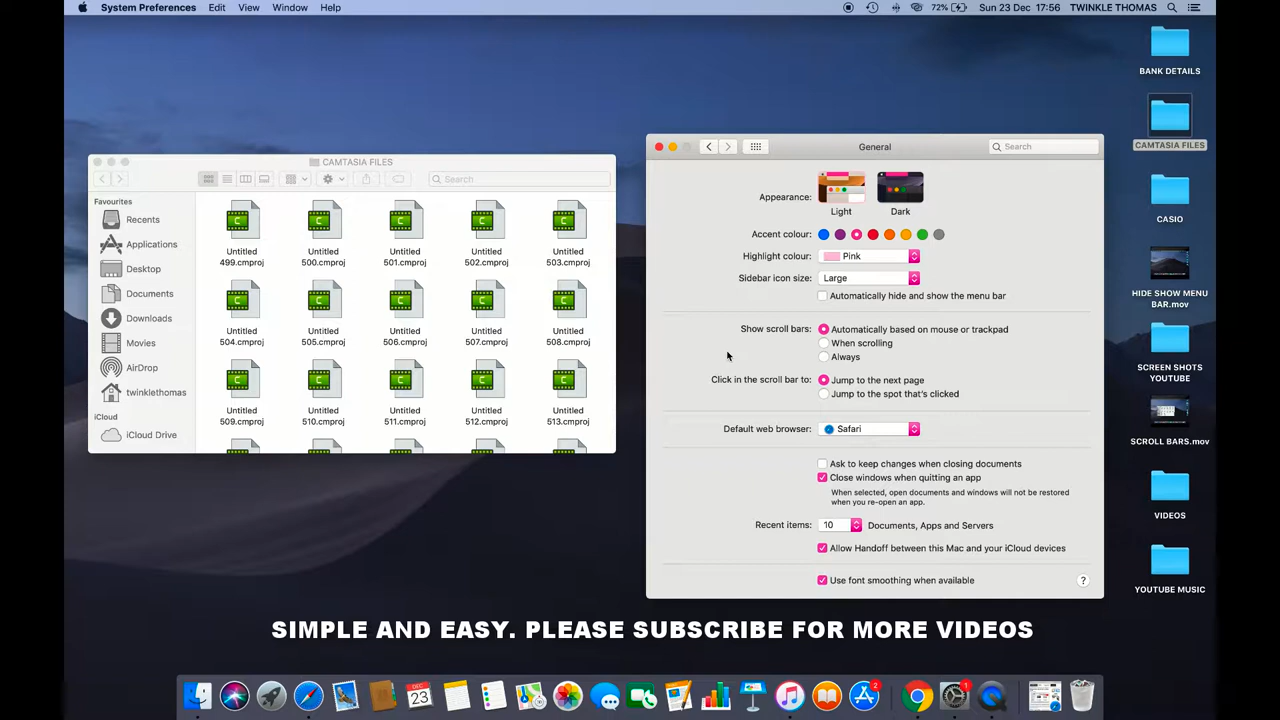 System Preferences Edit View Window Help
72% Sun 23 Dec 17:56 TWINKLE THOMAS
CAMTASIA FILES
Search
Favourites
Recents
Applications
Desktop
Documents
Downloads
Movies
AirDrop
twinklethomas
iCloud
iCloud Drive
Untitled
499.cmproj
Untitled
500.cmproj
Untitled
501.cmproj
Untitled
502.cmproj
Untitled
503.cmproj
Untitled
504.cmproj
Untitled
505.cmproj
Untitled
506.cmproj
Untitled
507.cmproj
Untitled
508.cmproj
Untitled
509.cmproj
Untitled
510.cmproj
Untitled
511.cmproj
Untitled
512.cmproj
Untitled
513.cmproj
General
Search
Appearance:
Light Dark
Accent colour:
Highlight colour: Pink
Sidebar icon size: Large
Automatically hide and show the menu bar
Show scroll bars: Automatically based on mouse or trackpad
When scrolling
Always
Click in the scroll bar to: Jump to the next page
Jump to the spot that's clicked
Default web browser: Safari
Ask to keep changes when closing documents
Close windows when quitting an app
When selected, open documents and windows will not be restored
when you re-open an app.
Recent items: 10 Documents, Apps and Servers
Allow Handoff between this Mac and your iCloud devices
Use font smoothing when available ?
BANK DETAILS
CAMTASIA FILES
CASIO
HIDE SHOW MENU
BAR.mov
SCREEN SHOTS
YOUTUBE
SCROLL BARS.mov
VIDEOS
YOUTUBE MUSIC
SIMPLE AND EASY. PLEASE SUBSCRIBE FOR MORE VIDEOS
DEC
23
2
1